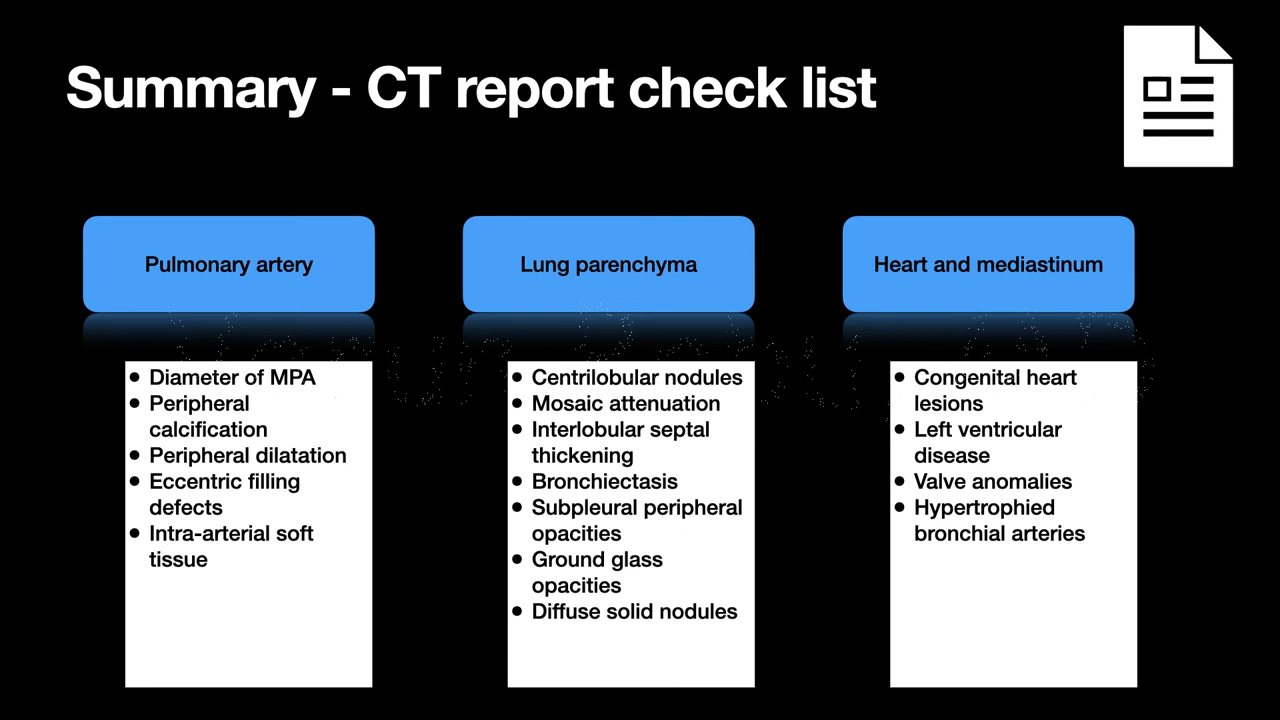 Summary - CT report check list
Pulmonary artery
• Diameter of MPA
• Peripheral
calcification
• Peripheral dilatation
• Eccentric filling
defects
• Intra-arterial soft
tissue
Lung parenchyma
• Centrilobular nodules
• Mosaic attenuation
• Interlobular septal
thickening
• Bronchiectasis
• Subpleural peripheral
opacities
• Ground glass
opacities
• Diffuse solid nodules
Heart and mediastinum
• Congenital heart
lesions
• Left ventricular
disease
• Valve anomalies
• Hypertrophied
bronchial arteries